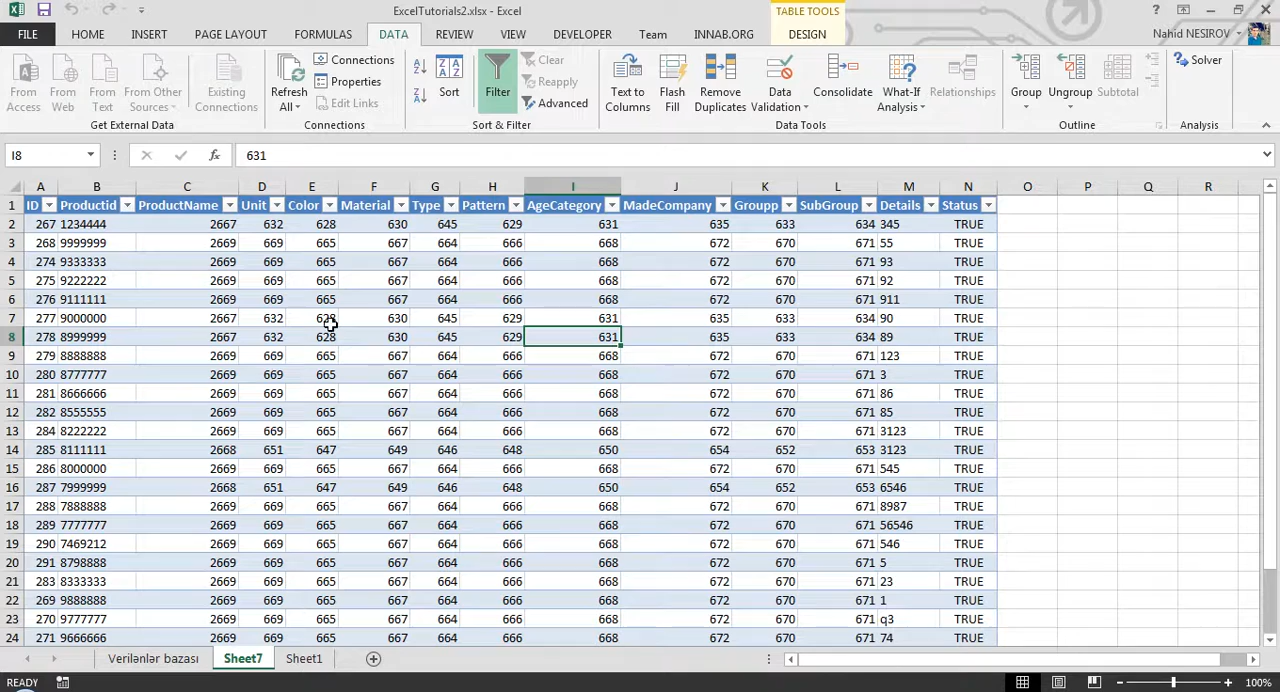 ExcelTutorials2.xlsx - Excel
TABLE TOOLS
FILE HOME INSERT PAGE LAYOUT FORMULAS DATA REVIEW VIEW DEVELOPER Team INNAB.ORG DESIGN Nahid NESIROV
From Access
From Web
From Text
From Other Sources
Existing Connections
Get External Data
Refresh All
Connections
Properties
Edit Links
Connections
Sort
Filter
Clear
Reapply
Advanced
Sort & Filter
Text to Columns
Flash Fill
Remove Duplicates
Data Validation
Consolidate
What-If Analysis
Relationships
Data Tools
Group
Ungroup
Subtotal
Outline
Solver
Analysis
I8 fx 631
A B C D E F G H I J K L M N O P Q R
1 ID Productid ProductName Unit Color Material Type Pattern AgeCategory MadeCompany Groupp SubGroup Details Status
2 267 1234444 2667 632 628 630 645 629 631 635 633 634 345 TRUE
3 268 9999999 2669 669 665 667 664 666 668 672 670 671 55 TRUE
4 274 9333333 2669 669 665 667 664 666 668 672 670 671 93 TRUE
5 275 9222222 2669 669 665 667 664 666 668 672 670 671 92 TRUE
6 276 9111111 2669 669 665 667 664 666 668 672 670 671 911 TRUE
7 277 9000000 2667 632 628 630 645 629 631 635 633 634 90 TRUE
8 278 8999999 2667 632 628 630 645 629 631 635 633 634 89 TRUE
9 279 8888888 2669 669 665 667 664 666 668 672 670 671 123 TRUE
10 280 8777777 2669 669 665 667 664 666 668 672 670 671 3 TRUE
11 281 8666666 2669 669 665 667 664 666 668 672 670 671 86 TRUE
12 282 8555555 2669 669 665 667 664 666 668 672 670 671 85 TRUE
13 284 8222222 2669 669 665 667 664 666 668 672 670 671 3123 TRUE
14 285 8111111 2668 651 647 649 646 648 650 654 652 653 3123 TRUE
15 286 8000000 2669 669 665 667 664 666 668 672 670 671 545 TRUE
16 287 7999999 2668 651 647 649 646 648 650 654 652 653 6546 TRUE
17 288 7888888 2669 669 665 667 664 666 668 672 670 671 8987 TRUE
18 289 7777777 2669 669 665 667 664 666 668 672 670 671 56546 TRUE
19 290 7469212 2669 669 665 667 664 666 668 672 670 671 546 TRUE
20 291 8798888 2669 669 665 667 664 666 668 672 670 671 5 TRUE
21 283 8333333 2669 669 665 667 664 666 668 672 670 671 23 TRUE
22 269 9888888 2669 669 665 667 664 666 668 672 670 671 1 TRUE
23 270 9777777 2669 669 665 667 664 666 668 672 670 671 q3 TRUE
24 271 9666666 2669 669 665 667 664 666 668 672 670 671 74 TRUE
Verilənlər bazası Sheet7 Sheet1
READY 100%